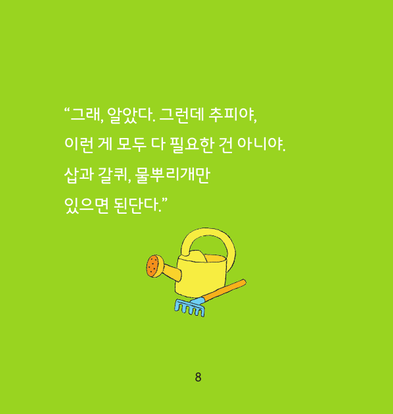 “그래, 알았다. 그런데 추피야,
이런 게 모두 다 필요한 건 아니야.
삽과 갈퀴, 물뿌리개만
있으면 된단다.”
8